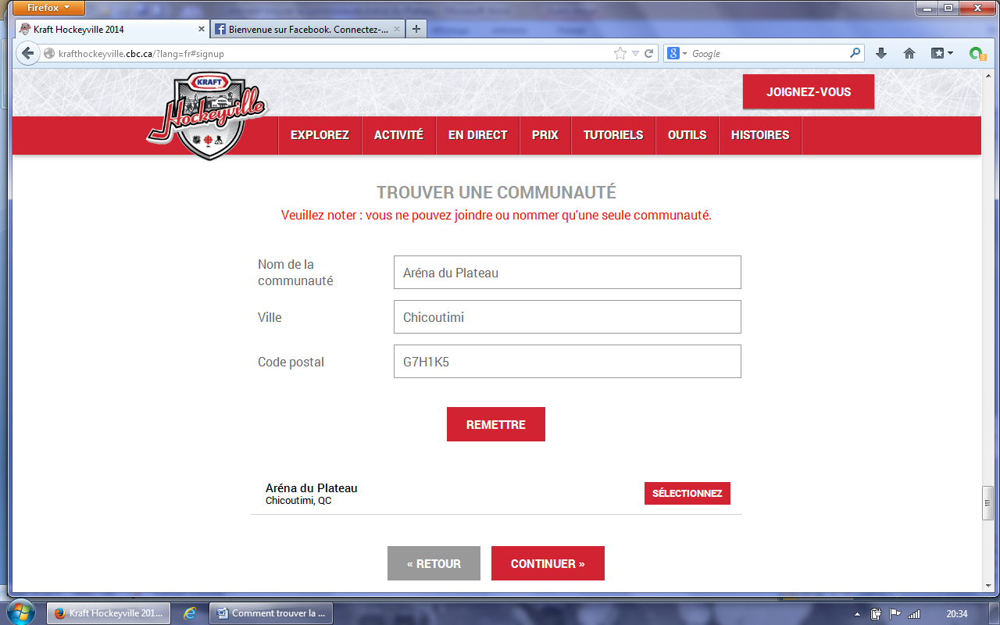 Firefox
Kraft Hockeyville 2014
Bienvenue sur Facebook. Connectez-...
krafthockeyville.cbc.ca/?lang=fr#signup
Google
KRAFT
Hockeyville
JOIGNEZ-VOUS
EXPLOREZ
ACTIVITÉ
EN DIRECT
PRIX
TUTORIELS
OUTILS
HISTOIRES
TROUVER UNE COMMUNAUTÉ
Veuillez noter : vous ne pouvez joindre ou nommer qu'une seule communauté.
Nom de la
communauté
Aréna du Plateau
Ville
Chicoutimi
Code postal
G7H1K5
REMETTRE
Aréna du Plateau
Chicoutimi, QC
SÉLECTIONNEZ
« RETOUR
CONTINUER »
Kraft Hockeyville 201...
Comment trouver la ...
20:34